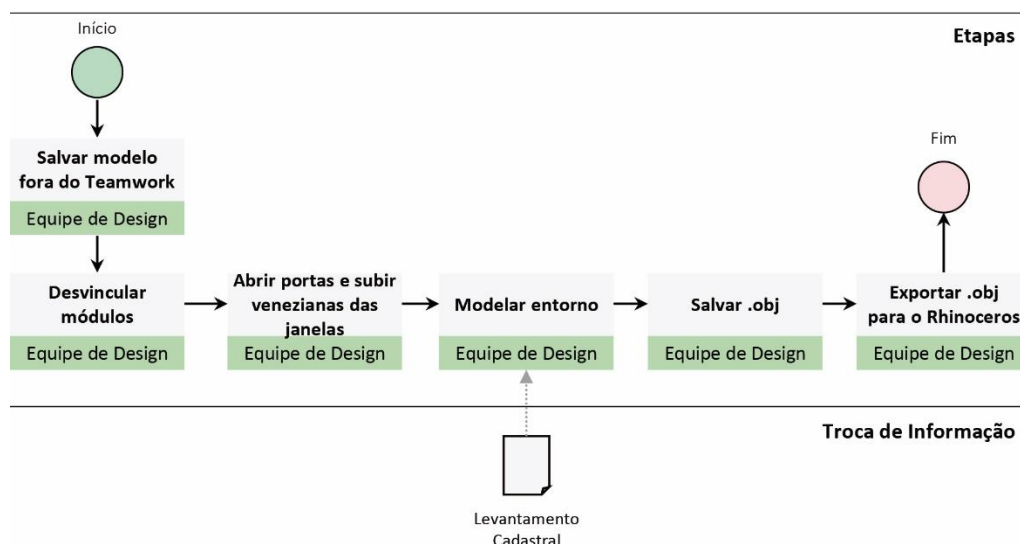 Início
Etapas
Salvar modelo
fora do Teamwork
Equipe de Design
Fim
Desvincular
módulos
Equipe de Design
Abrir portas e subir
venezianas das
janelas
Equipe de Design
Modelar entorno
Equipe de Design
Salvar .obj
Equipe de Design
Exportar .obj
para o Rhinoceros
Equipe de Design
Troca de Informação
Levantamento
Cadastral